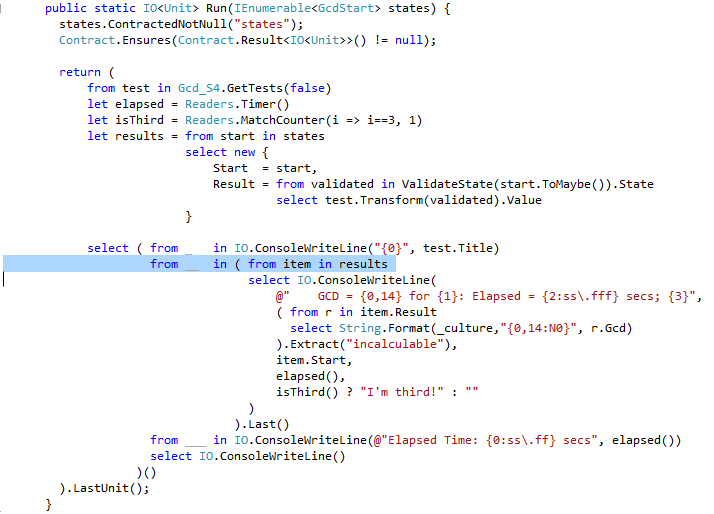 public static IO<Unit> Run(IEnumerable<GcdStart> states) {
  states.ContractedNotNull("states");
  Contract.Ensures(Contract.Result<IO<Unit>>() != null);
  return (
      from test in Gcd_S4.GetTests(false)
      let elapsed = Readers.Timer()
      let isThird = Readers.MatchCounter(i => i==3, 1)
      let results = from start in states
                    select new {
                        Start  = start,
                        Result = from validated in ValidateState(start.ToMaybe()).State
                                 select test.Transform(validated).Value
                    }
      select ( from _   in IO.ConsoleWriteLine("{0}", test.Title)
               from __  in ( from item in results
                             select IO.ConsoleWriteLine(
                                 @"    GCD = {0,14} for {1}: Elapsed = {2:ss\.fff} secs; {3}",
                                 ( from r in item.Result
                                   select String.Format(_culture,"{0,14:N0}", r.Gcd)
                                 ).Extract("incalculable"),
                                 item.Start,
                                 elapsed(),
                                 isThird() ? "I'm third!" : ""
                             )
                           ).Last()
               from ___ in IO.ConsoleWriteLine(@"Elapsed Time: {0:ss\.ff} secs", elapsed())
               select IO.ConsoleWriteLine()
             )()
  ).LastUnit();
}